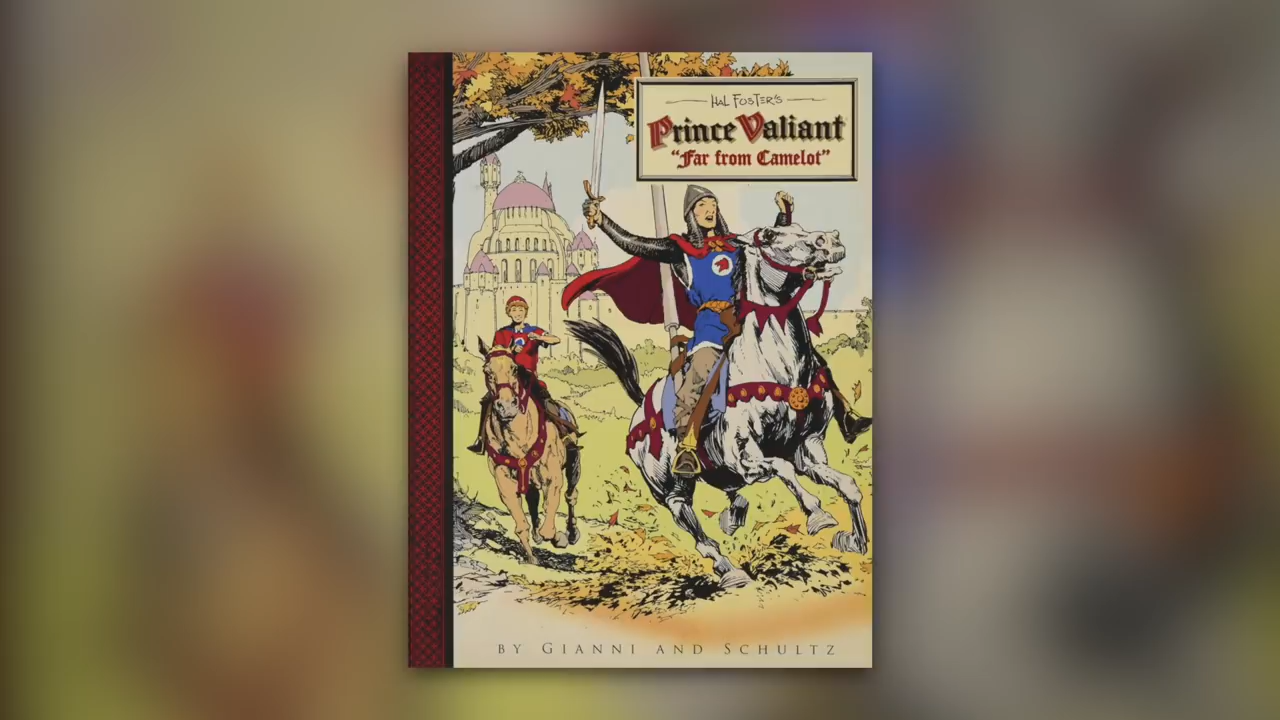 HAL FOSTER'S
Prince Valiant
"Far from Camelot"
BY GIANNI AND SCHULTZ